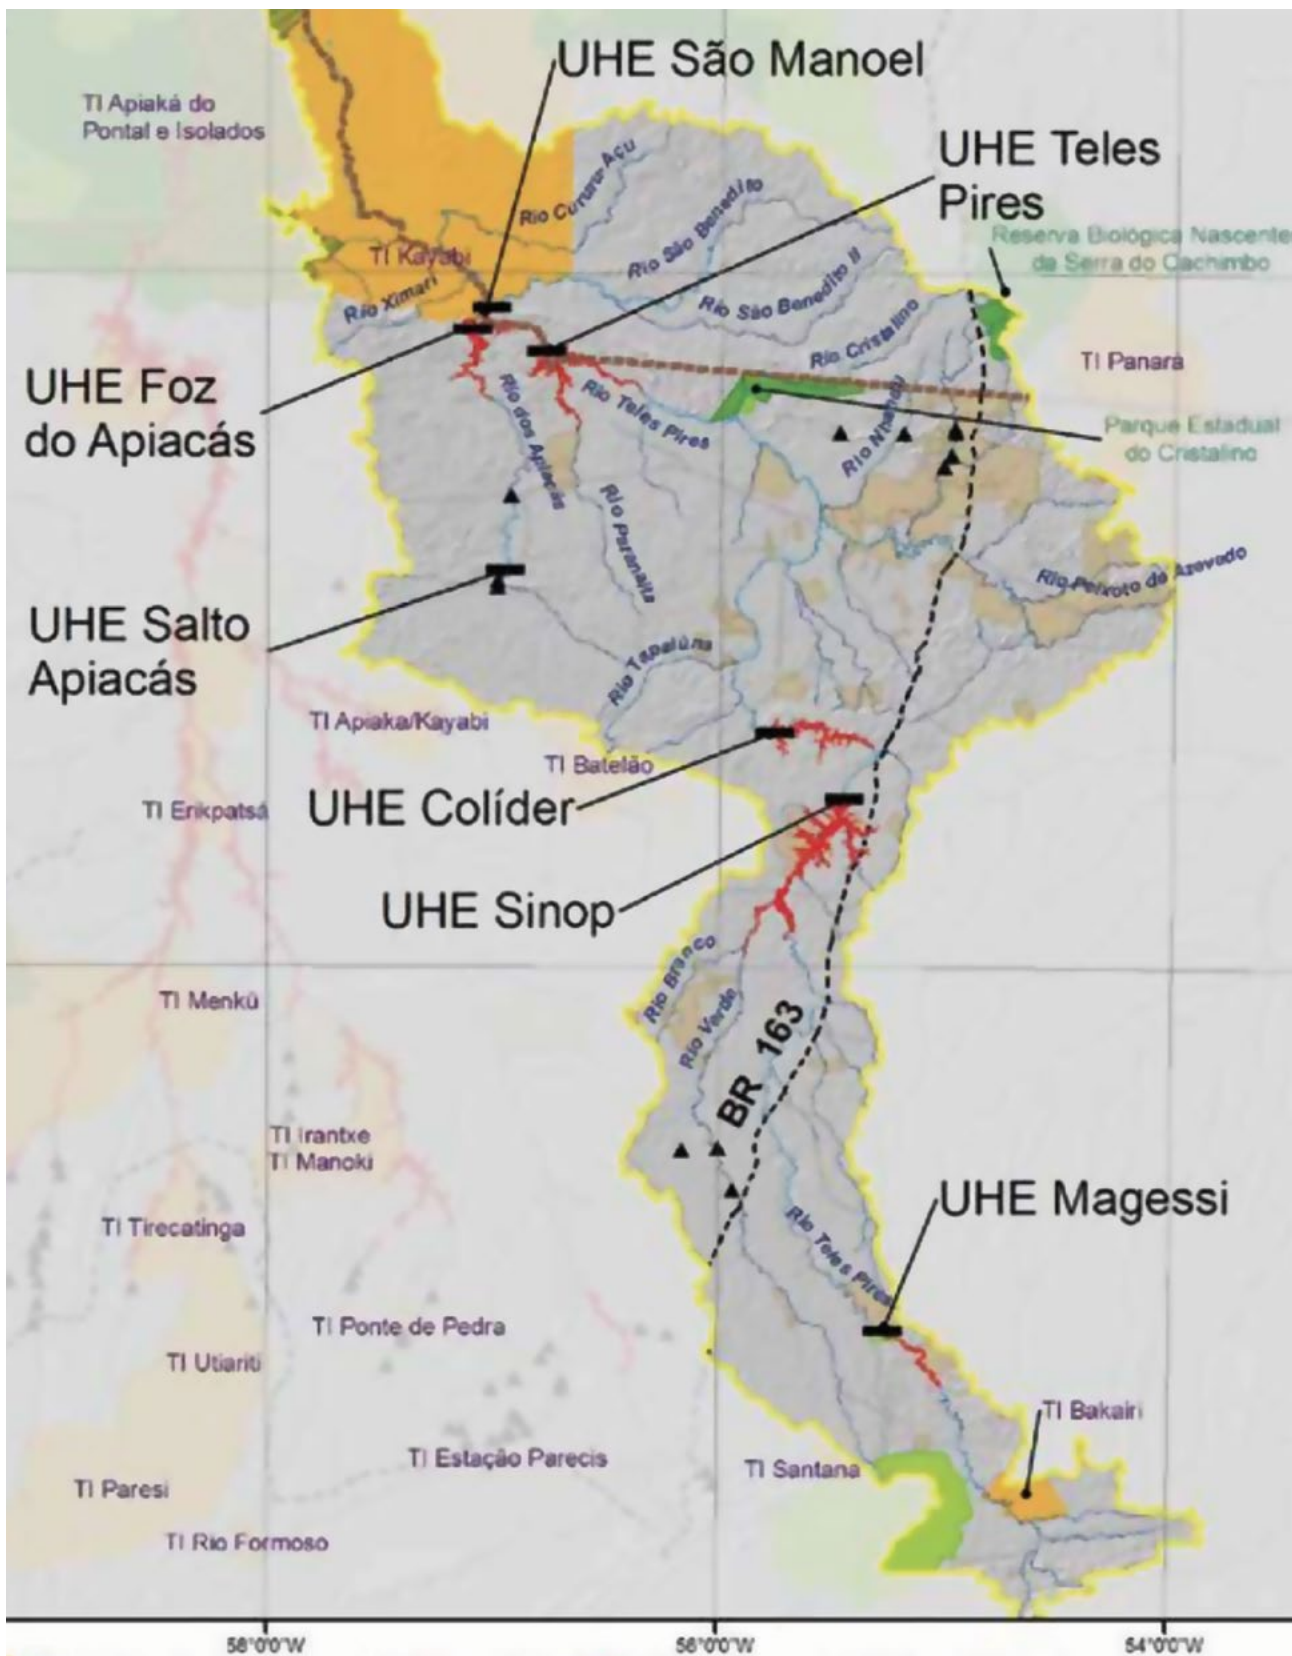 UHE São Manoel
TI Apiaká do
Pontal e Isolados
UHE Teles
Pires
Rio Cururu-Açu
Rio São Benedito
Reserva Biológica Nascente
da Serra do Cachimbo
TI Kayabi
Rio Ximari
Rio São Benedito II
Rio Cristalino
TI Panará
UHE Foz
do Apiacás
Rio dos Apiacás
Rio Teles Pires
Rio Nhandu
Parque Estadual
do Cristalino
Rio Paranaíta
Rio Peixoto de Azevedo
UHE Salto
Apiacás
Rio Tapaiúna
TI Apiaka/Kayabi
TI Batelão
UHE Colíder
TI Erikpatsá
UHE Sinop
Rio Branco
TI Menkü
Rio Verde
BR 163
TI Irantxe
TI Manoki
TI Tirecatinga
UHE Magessi
Rio Teles Pires
TI Ponte de Pedra
TI Utiariti
TI Bakairi
TI Estação Parecis
TI Santana
TI Paresi
TI Rio Formoso
58°0'0"W
56°0'0"W
54°0'0"W